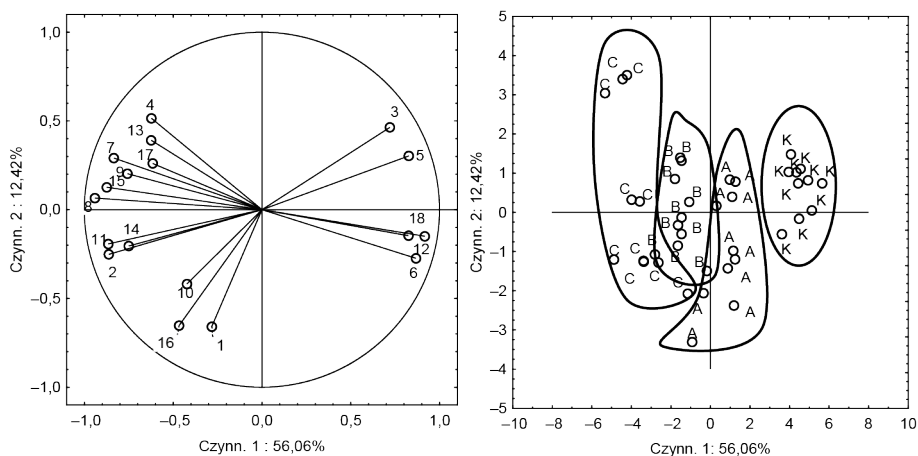 1,0
0,5
0,0
–0,5
–1,0
–1,0 –0,5 0,0 0,5 1,0
Czynn. 2 : 12,42%
Czynn. 1 : 56,06%
4
13
7
17
9
15
8
3
5
18
12
6
11
14
2
10
16
1
5
4
3
2
1
0
–1
–2
–3
–4
–5
–10 –8 –6 –4 –2 0 2 4 6 8 10
Czynn. 2: 12,42%
Czynn. 1: 56,06%
C C
C
B
B
B
A
A
K
K K
K K K
K K
C C
B
A
K
B
B
K
C
C
C
B
B
A
A
C
A
A
A